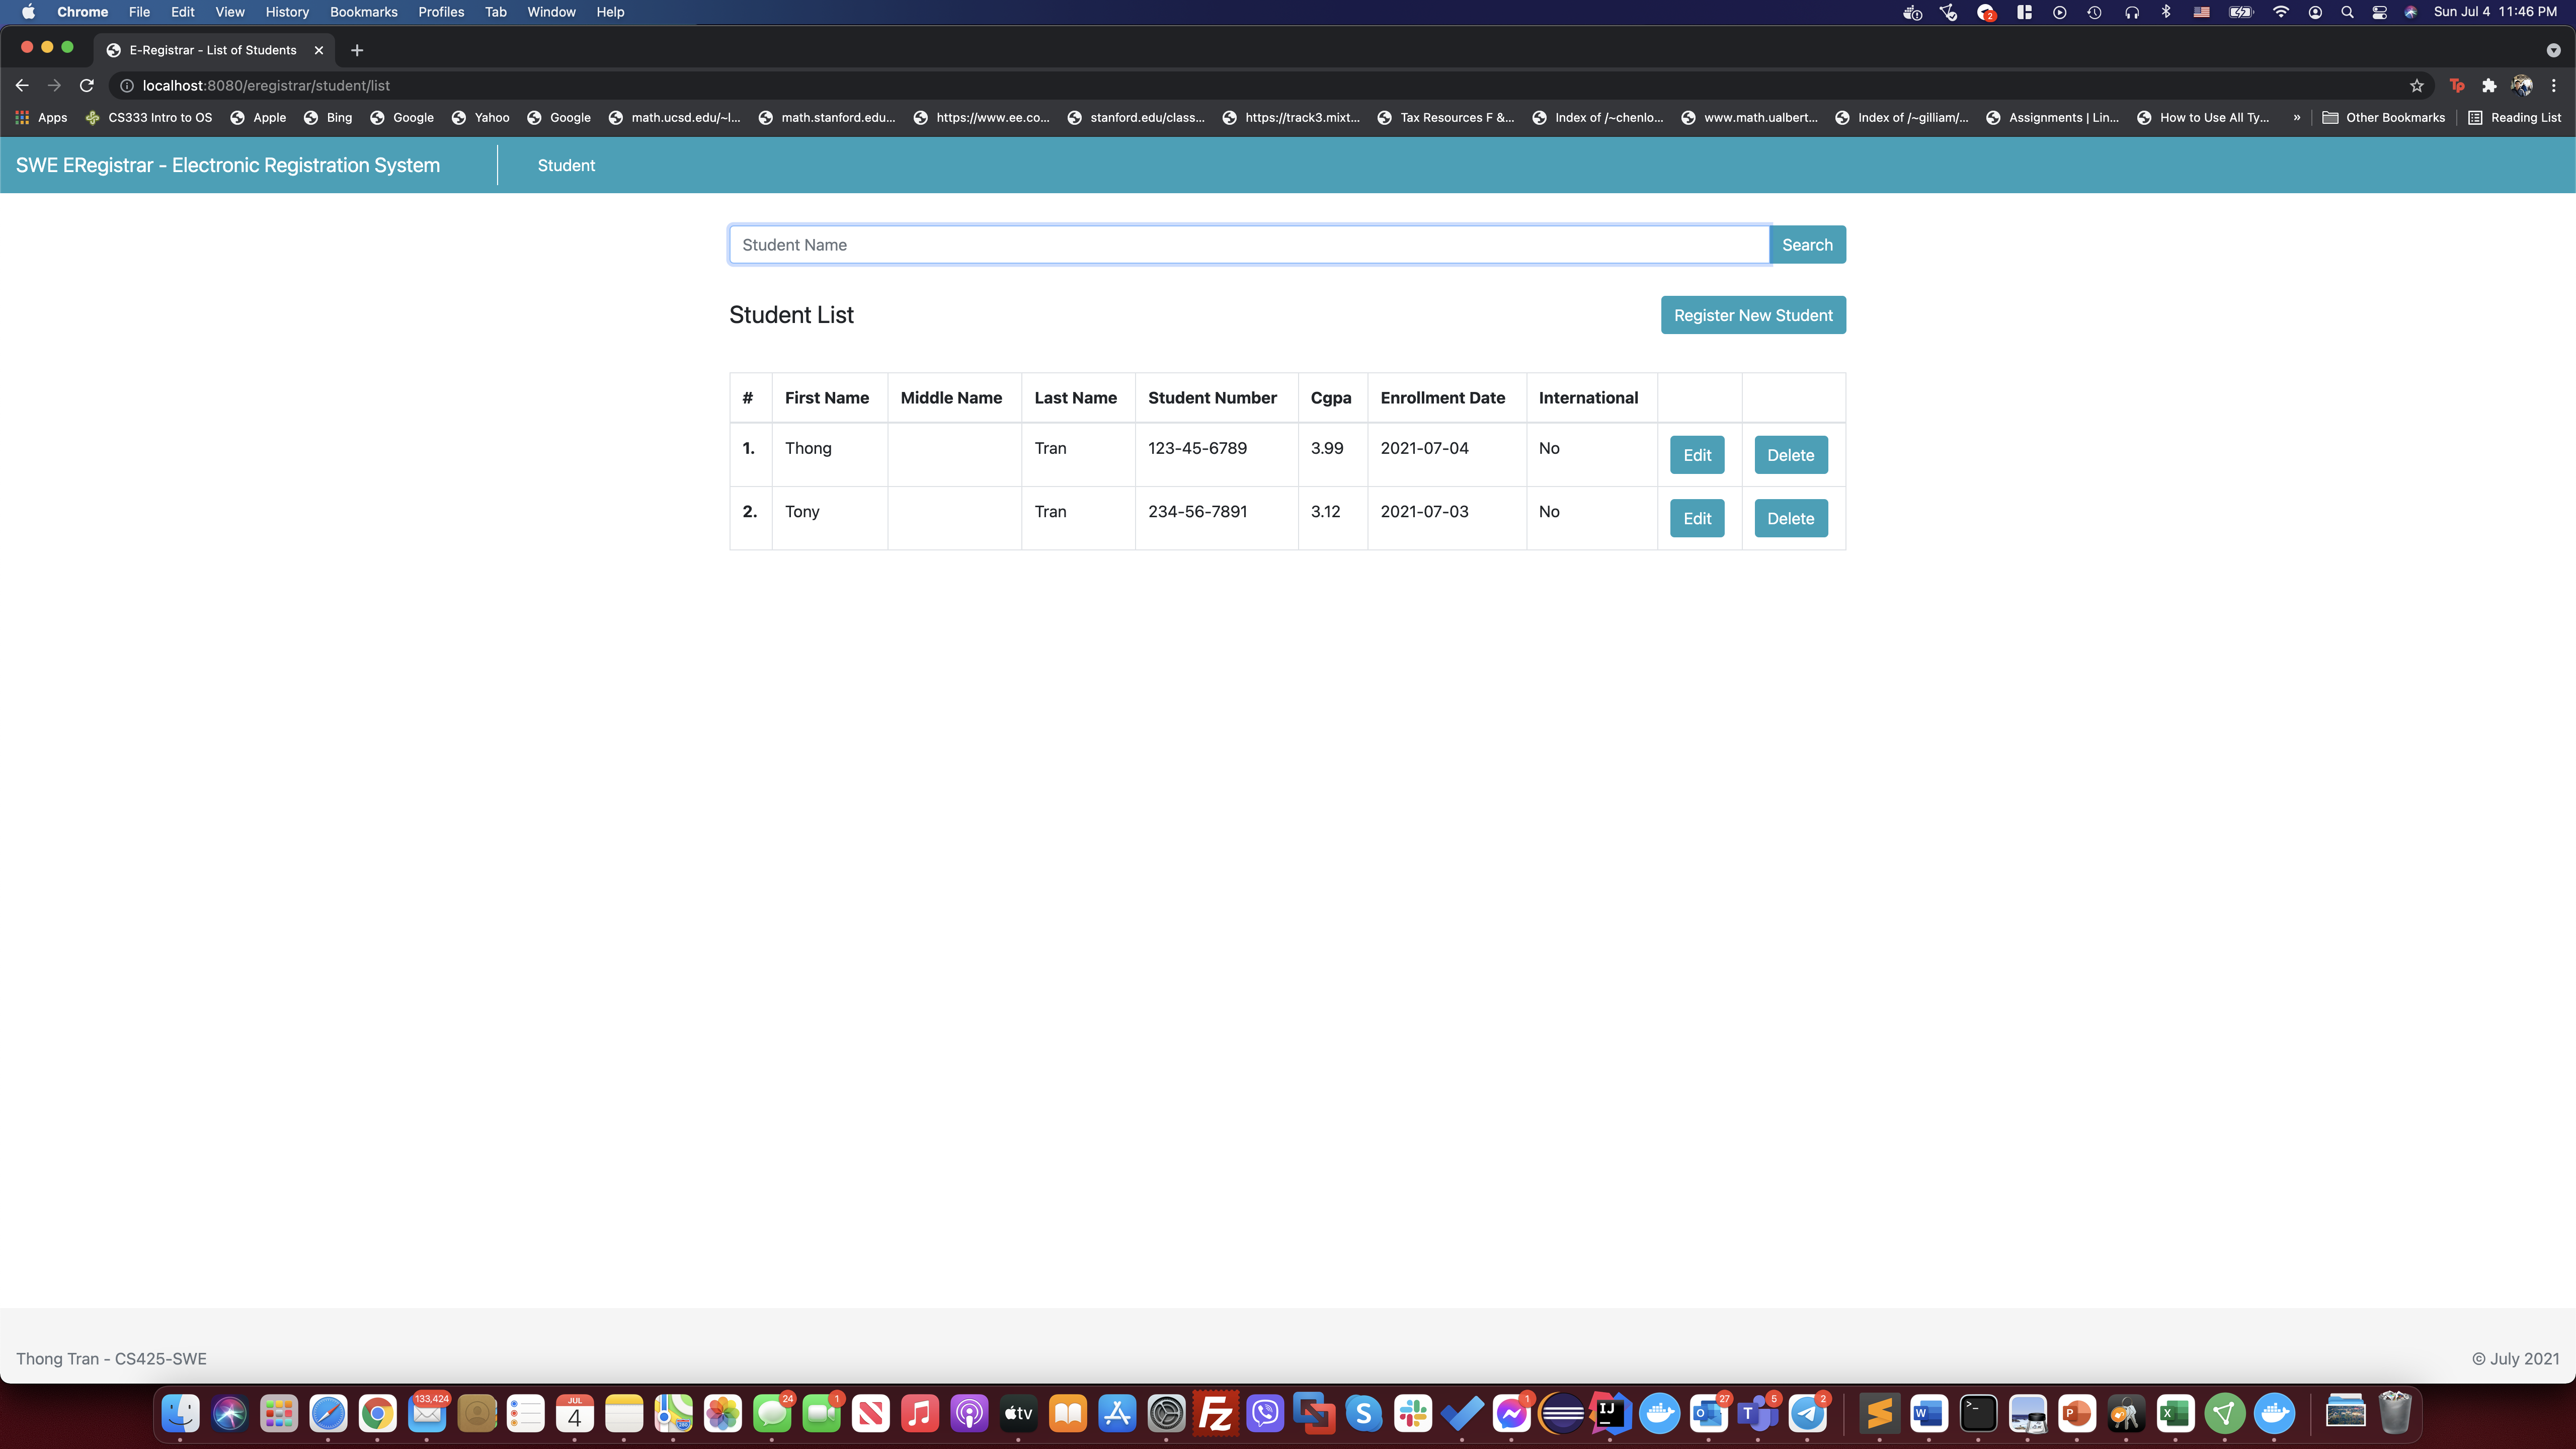 Chrome File Edit View History Bookmarks Profiles Tab Window Help 2 Sun Jul 4 11:46 PM
E-Registrar - List of Students
localhost:8080/eregistrar/student/list Tp
Apps CS333 Intro to OS Apple Bing Google Yahoo Google math.ucsd.edu/~l... math.stanford.edu... https://www.ee.co... stanford.edu/class... https://track3.mixt... Tax Resources F &... Index of /~chenlo... www.math.ualbert... Index of /~gilliam/... Assignments | Lin... How to Use All Ty... » Other Bookmarks Reading List
SWE ERegistrar - Electronic Registration System Student
Student Name Search
Student List Register New Student
# First Name Middle Name Last Name Student Number Cgpa Enrollment Date International
1. Thong Tran 123-45-6789 3.99 2021-07-04 No Edit Delete
2. Tony Tran 234-56-7891 3.12 2021-07-03 No Edit Delete
Thong Tran - CS425-SWE © July 2021
133,424 JUL 4 24 1 tv Fz S 1 IJ 27 5 2 W P X